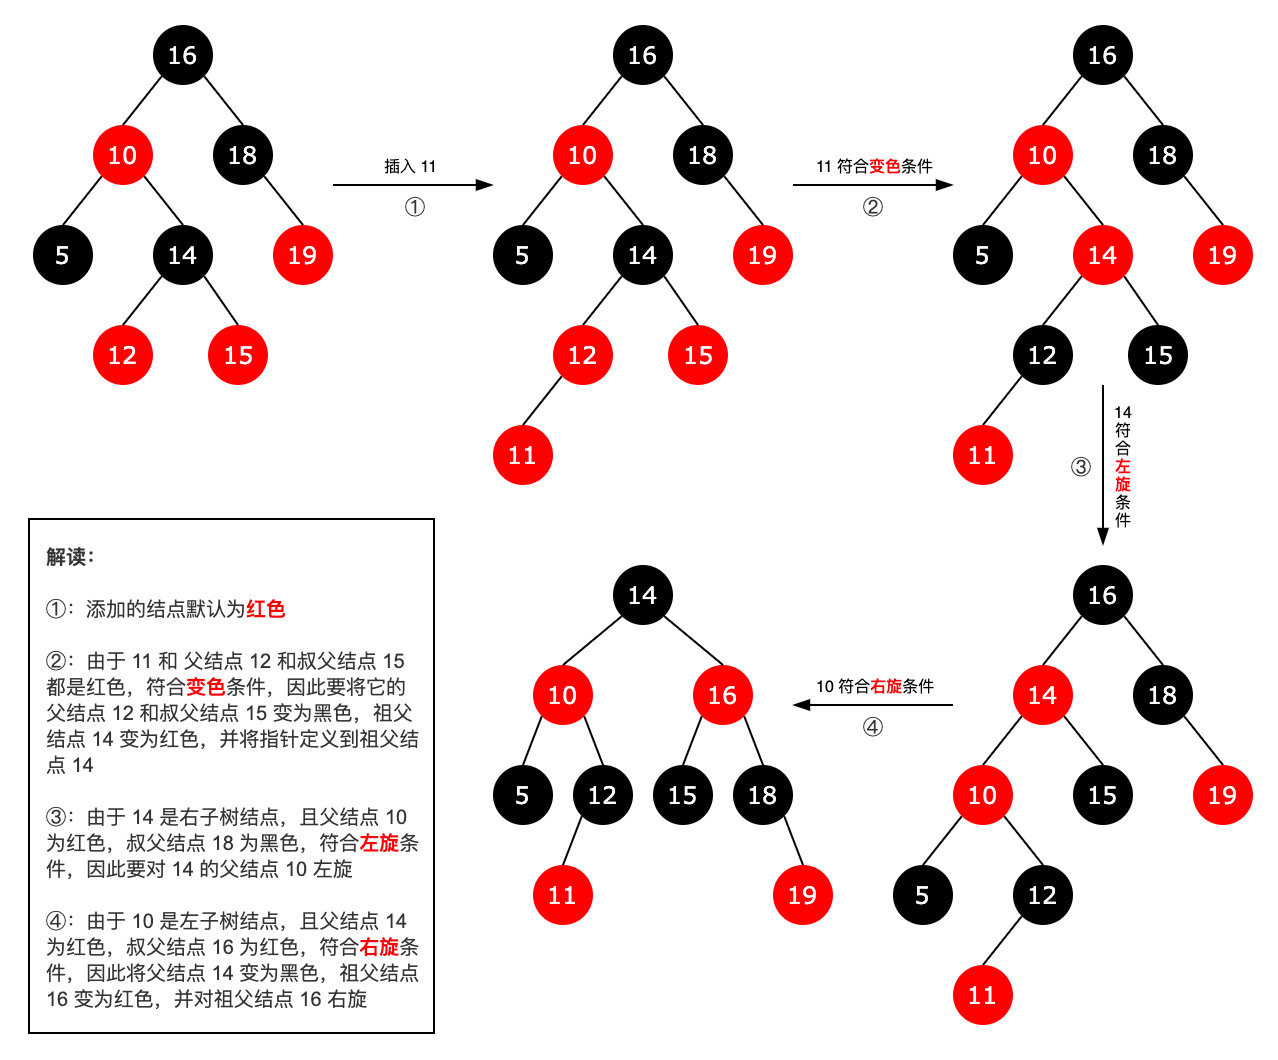 16
10
18
5
14
19
12
15
插入 11
①
16
10
18
5
14
19
12
15
11
11 符合变色条件
②
16
10
18
5
14
19
12
15
11
14
符
合
左
旋
条
件
③
16
14
18
10
15
19
5
12
11
10 符合右旋条件
④
14
10
16
5
12
15
18
11
19
解读：
①：添加的结点默认为红色
②：由于 11 和 父结点 12 和叔父结点 15
都是红色，符合变色条件，因此要将它的
父结点 12 和叔父结点 15 变为黑色，祖父
结点 14 变为红色，并将指针定义到祖父结
点 14
③：由于 14 是右子树结点，且父结点 10
为红色，叔父结点 18 为黑色，符合左旋条
件，因此要对 14 的父结点 10 左旋
④：由于 10 是左子树结点，且父结点 14
为红色，叔父结点 16 为红色，符合右旋条
件，因此将父结点 14 变为黑色，祖父结点
16 变为红色，并对祖父结点 16 右旋